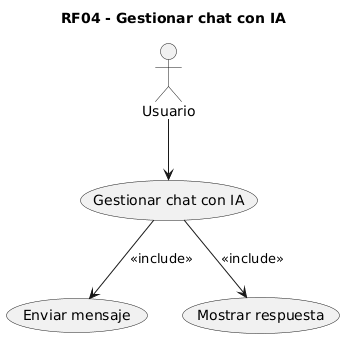 RF04 - Gestionar chat con IA
Usuario
Gestionar chat con IA
«include»
«include»
Enviar mensaje
Mostrar respuesta